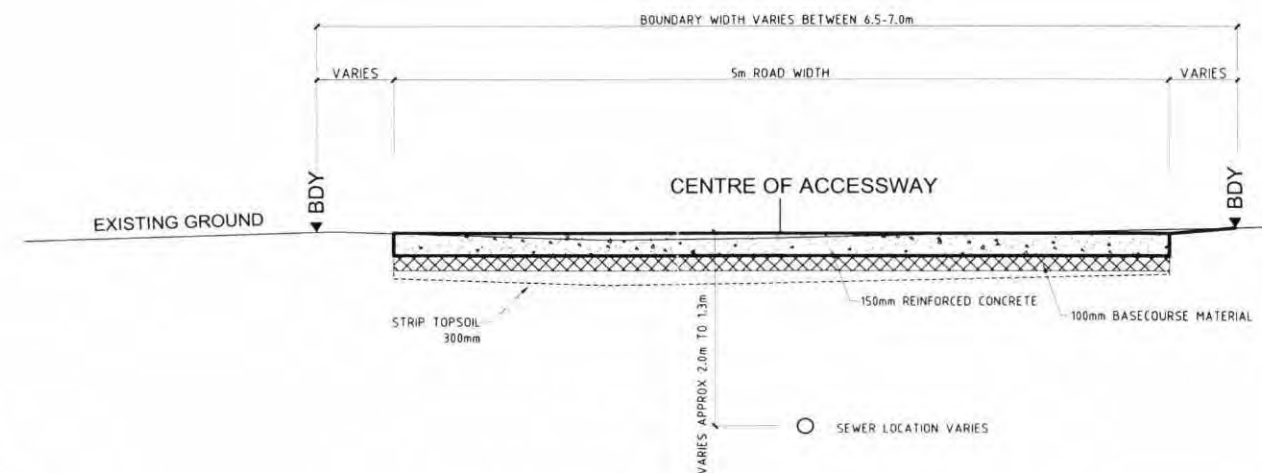 BOUNDARY WIDTH VARIES BETWEEN 6.5-7.0m
VARIES
5m ROAD WIDTH
VARIES
BDY
BDY
CENTRE OF ACCESSWAY
EXISTING GROUND
STRIP TOPSOIL
300mm
150mm REINFORCED CONCRETE
100mm BASECOURSE MATERIAL
VARIES APPROX 2.0m TO 1.3m
SEWER LOCATION VARIES